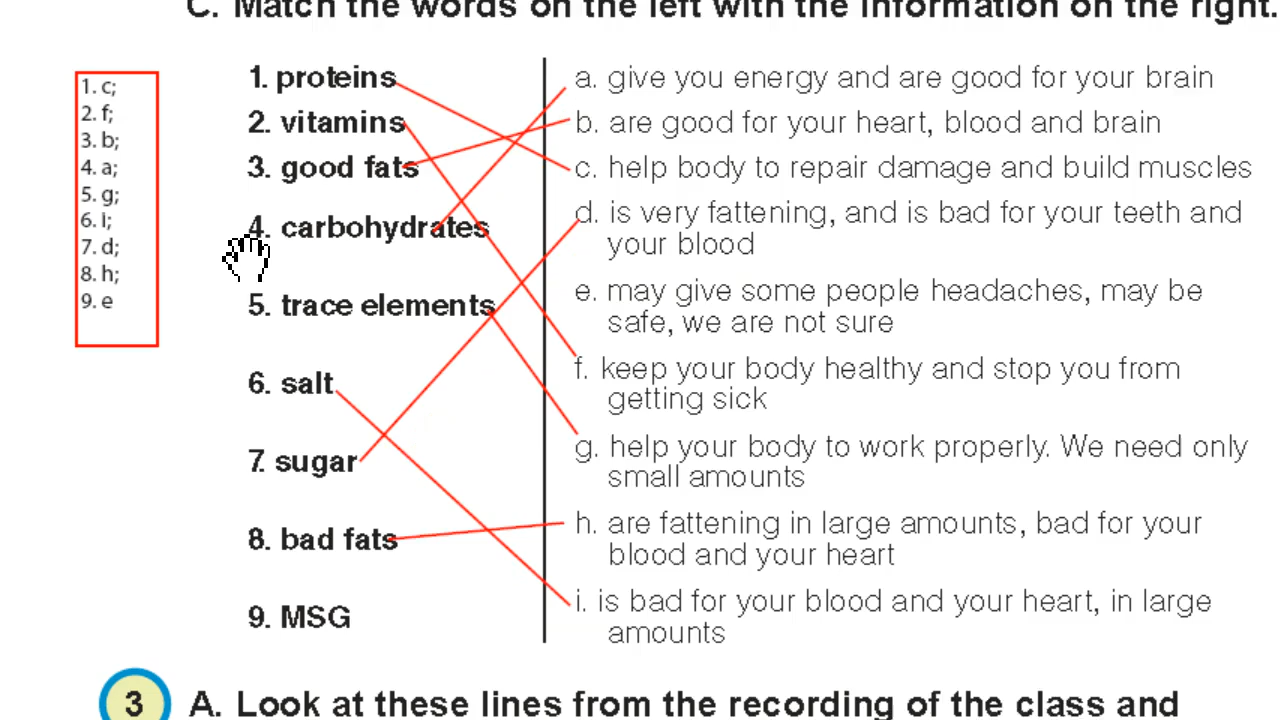 C. Match the words on the left with the information on the right.
1. c;
2. f;
3. b;
4. a;
5. g;
6. I;
7. d;
8. h;
9. e
1. proteins
2. vitamins
3. good fats
4. carbohydrates
5. trace elements
6. salt
7. sugar
8. bad fats
9. MSG
a. give you energy and are good for your brain
b. are good for your heart, blood and brain
c. help body to repair damage and build muscles
d. is very fattening, and is bad for your teeth and
your blood
e. may give some people headaches, may be
safe, we are not sure
f. keep your body healthy and stop you from
getting sick
g. help your body to work properly. We need only
small amounts
h. are fattening in large amounts, bad for your
blood and your heart
i. is bad for your blood and your heart, in large
amounts
3 A. Look at these lines from the recording of the class and